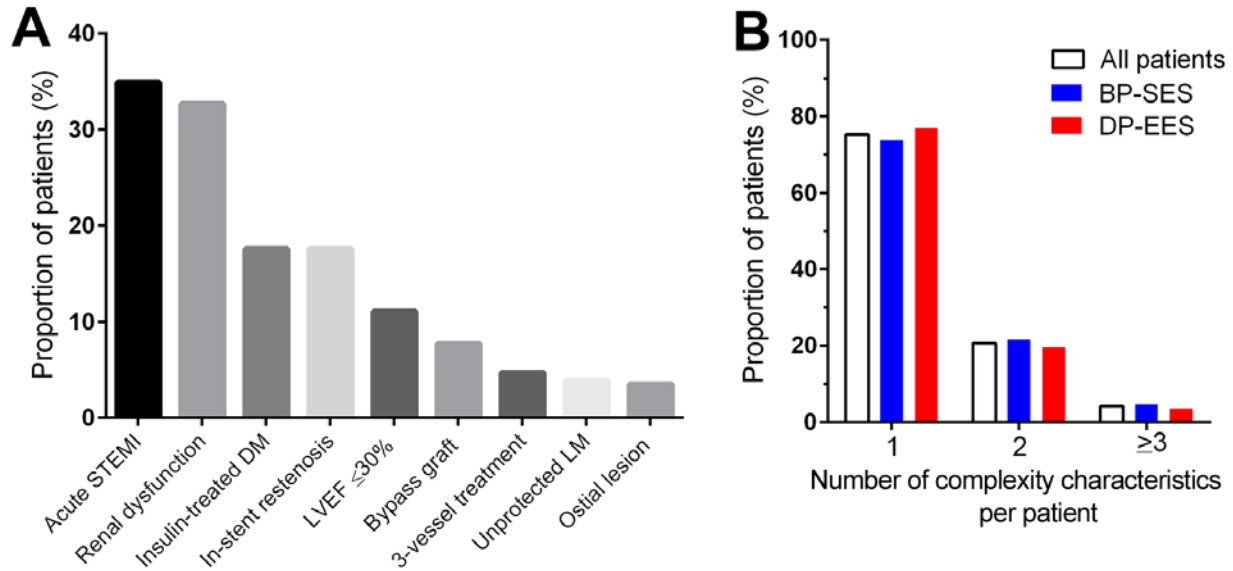 A
Proportion of patients (%)
40
30
20
10
0
Acute STEMI
Renal dysfunction
Insulin-treated DM
In-stent restenosis
LVEF ≤30%
Bypass graft
3-vessel treatment
Unprotected LM
Ostial lesion
B
Proportion of patients (%)
100
80
60
40
20
0
All patients
BP-SES
DP-EES
1
2
≥3
Number of complexity characteristics
per patient